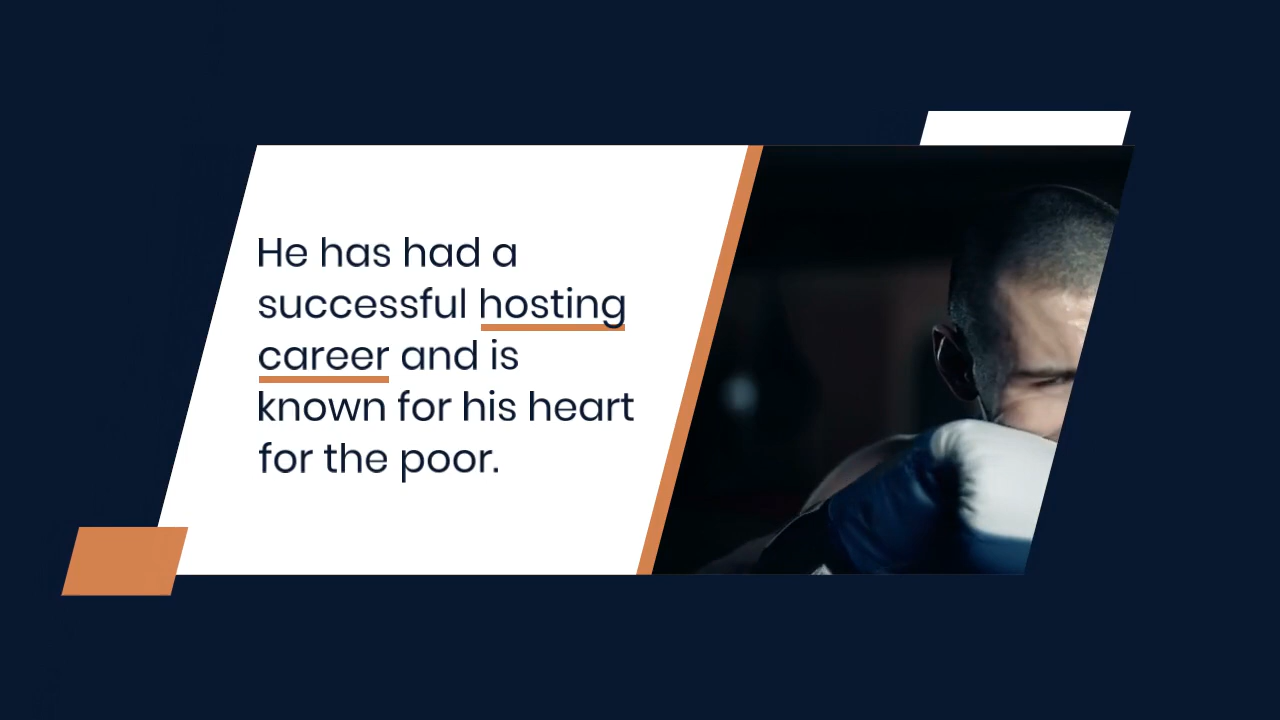 He has had a
successful hosting
career and is
known for his heart
for the poor.